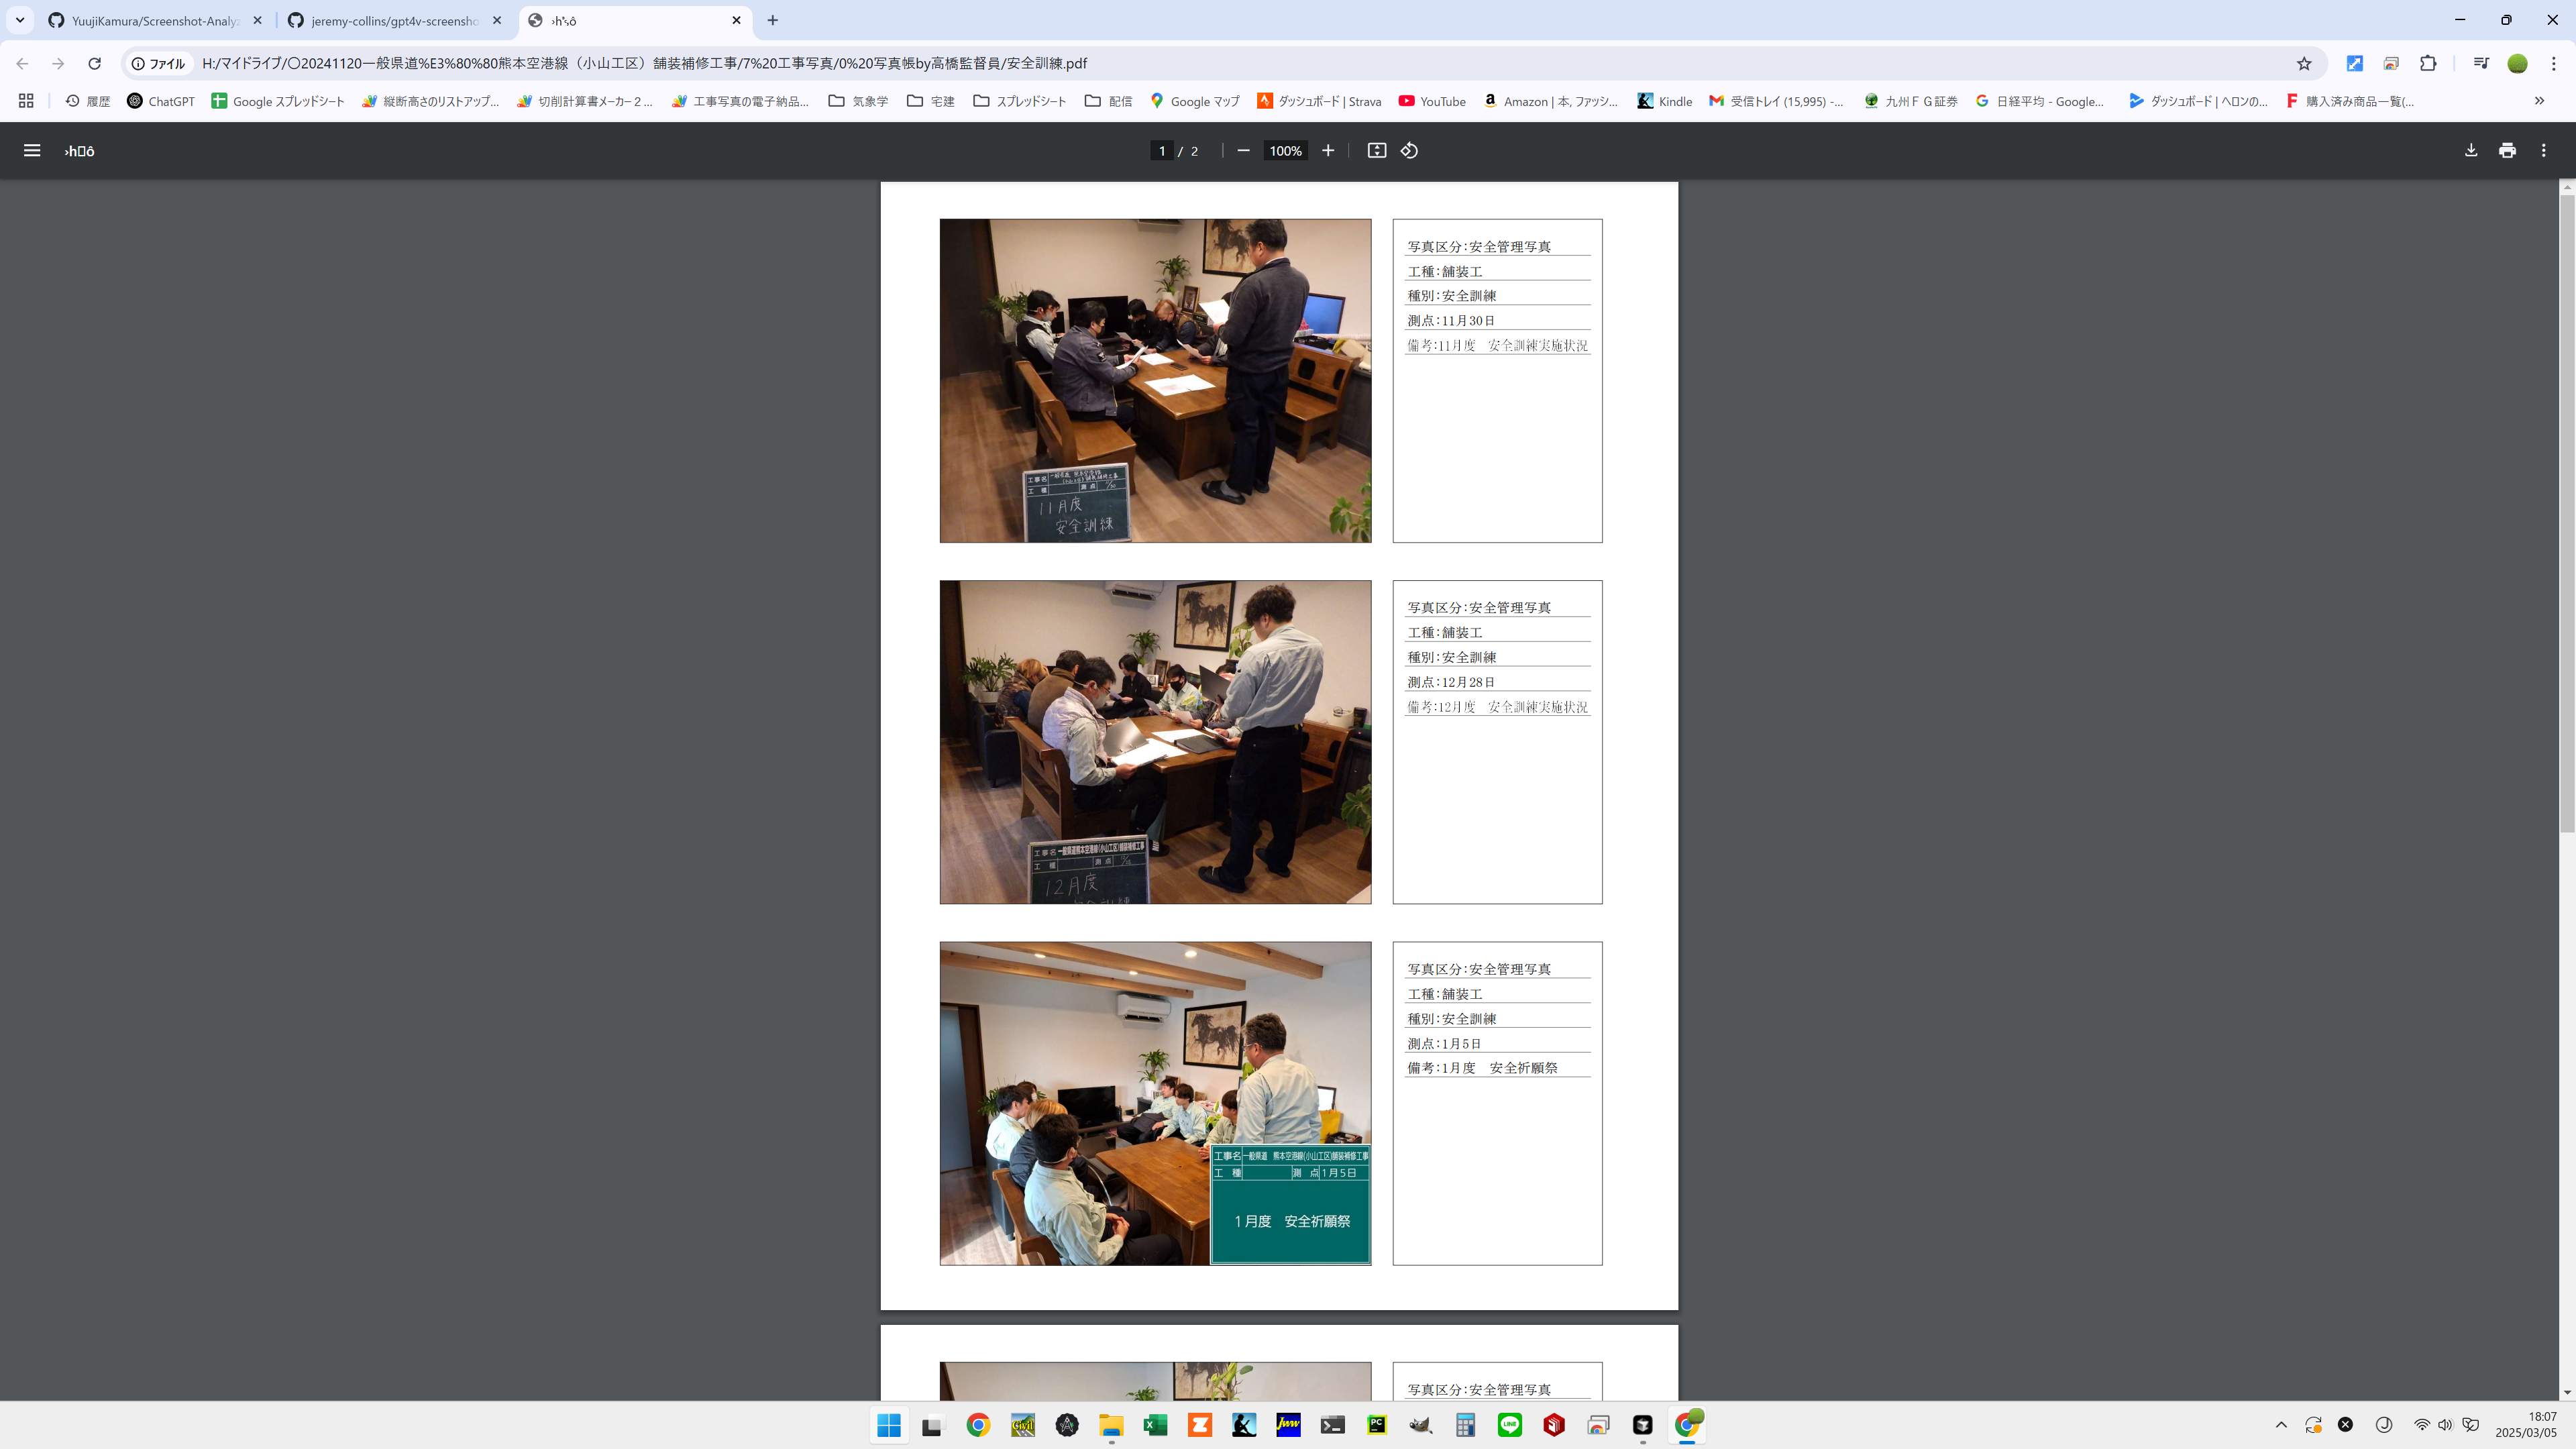 YuujiKamura/Screenshot-Analyz
jeremy-collins/gpt4v-screensho
ファイル
H:/マイドライブ/〇20241120一般県道%E3%80%80熊本空港線（小山工区）舗装補修工事/7%20工事写真/0%20写真帳by高橋監督員/安全訓練.pdf
履歴
ChatGPT
Google スプレッドシート
縦断高さのリストアップ...
切削計算書メーカー２...
工事写真の電子納品...
気象学
宅建
スプレッドシート
配信
Google マップ
ダッシュボード | Strava
YouTube
Amazon | 本, ファッシ...
Kindle
受信トレイ (15,995) -...
九州ＦＧ証券
日経平均 - Google...
ダッシュボード | ヘロンの...
購入済み商品一覧(...
1 / 2
100%
写真区分:安全管理写真
工種:舗装工
種別:安全訓練
測点:11月30日
備考:11月度　安全訓練実施状況
工事名
工 種
測 点
11月度
安全訓練
写真区分:安全管理写真
工種:舗装工
種別:安全訓練
測点:12月28日
備考:12月度　安全訓練実施状況
工事名 一般県道熊本空港線(小山工区)舗装補修工事
工 種
測 点
12月度
写真区分:安全管理写真
工種:舗装工
種別:安全訓練
測点:1月5日
備考:1月度　安全祈願祭
工事名 一般県道　熊本空港線(小山工区)舗装補修工事
工 種 測 点 1月5日
1月度　安全祈願祭
写真区分:安全管理写真
18:07
2025/03/05